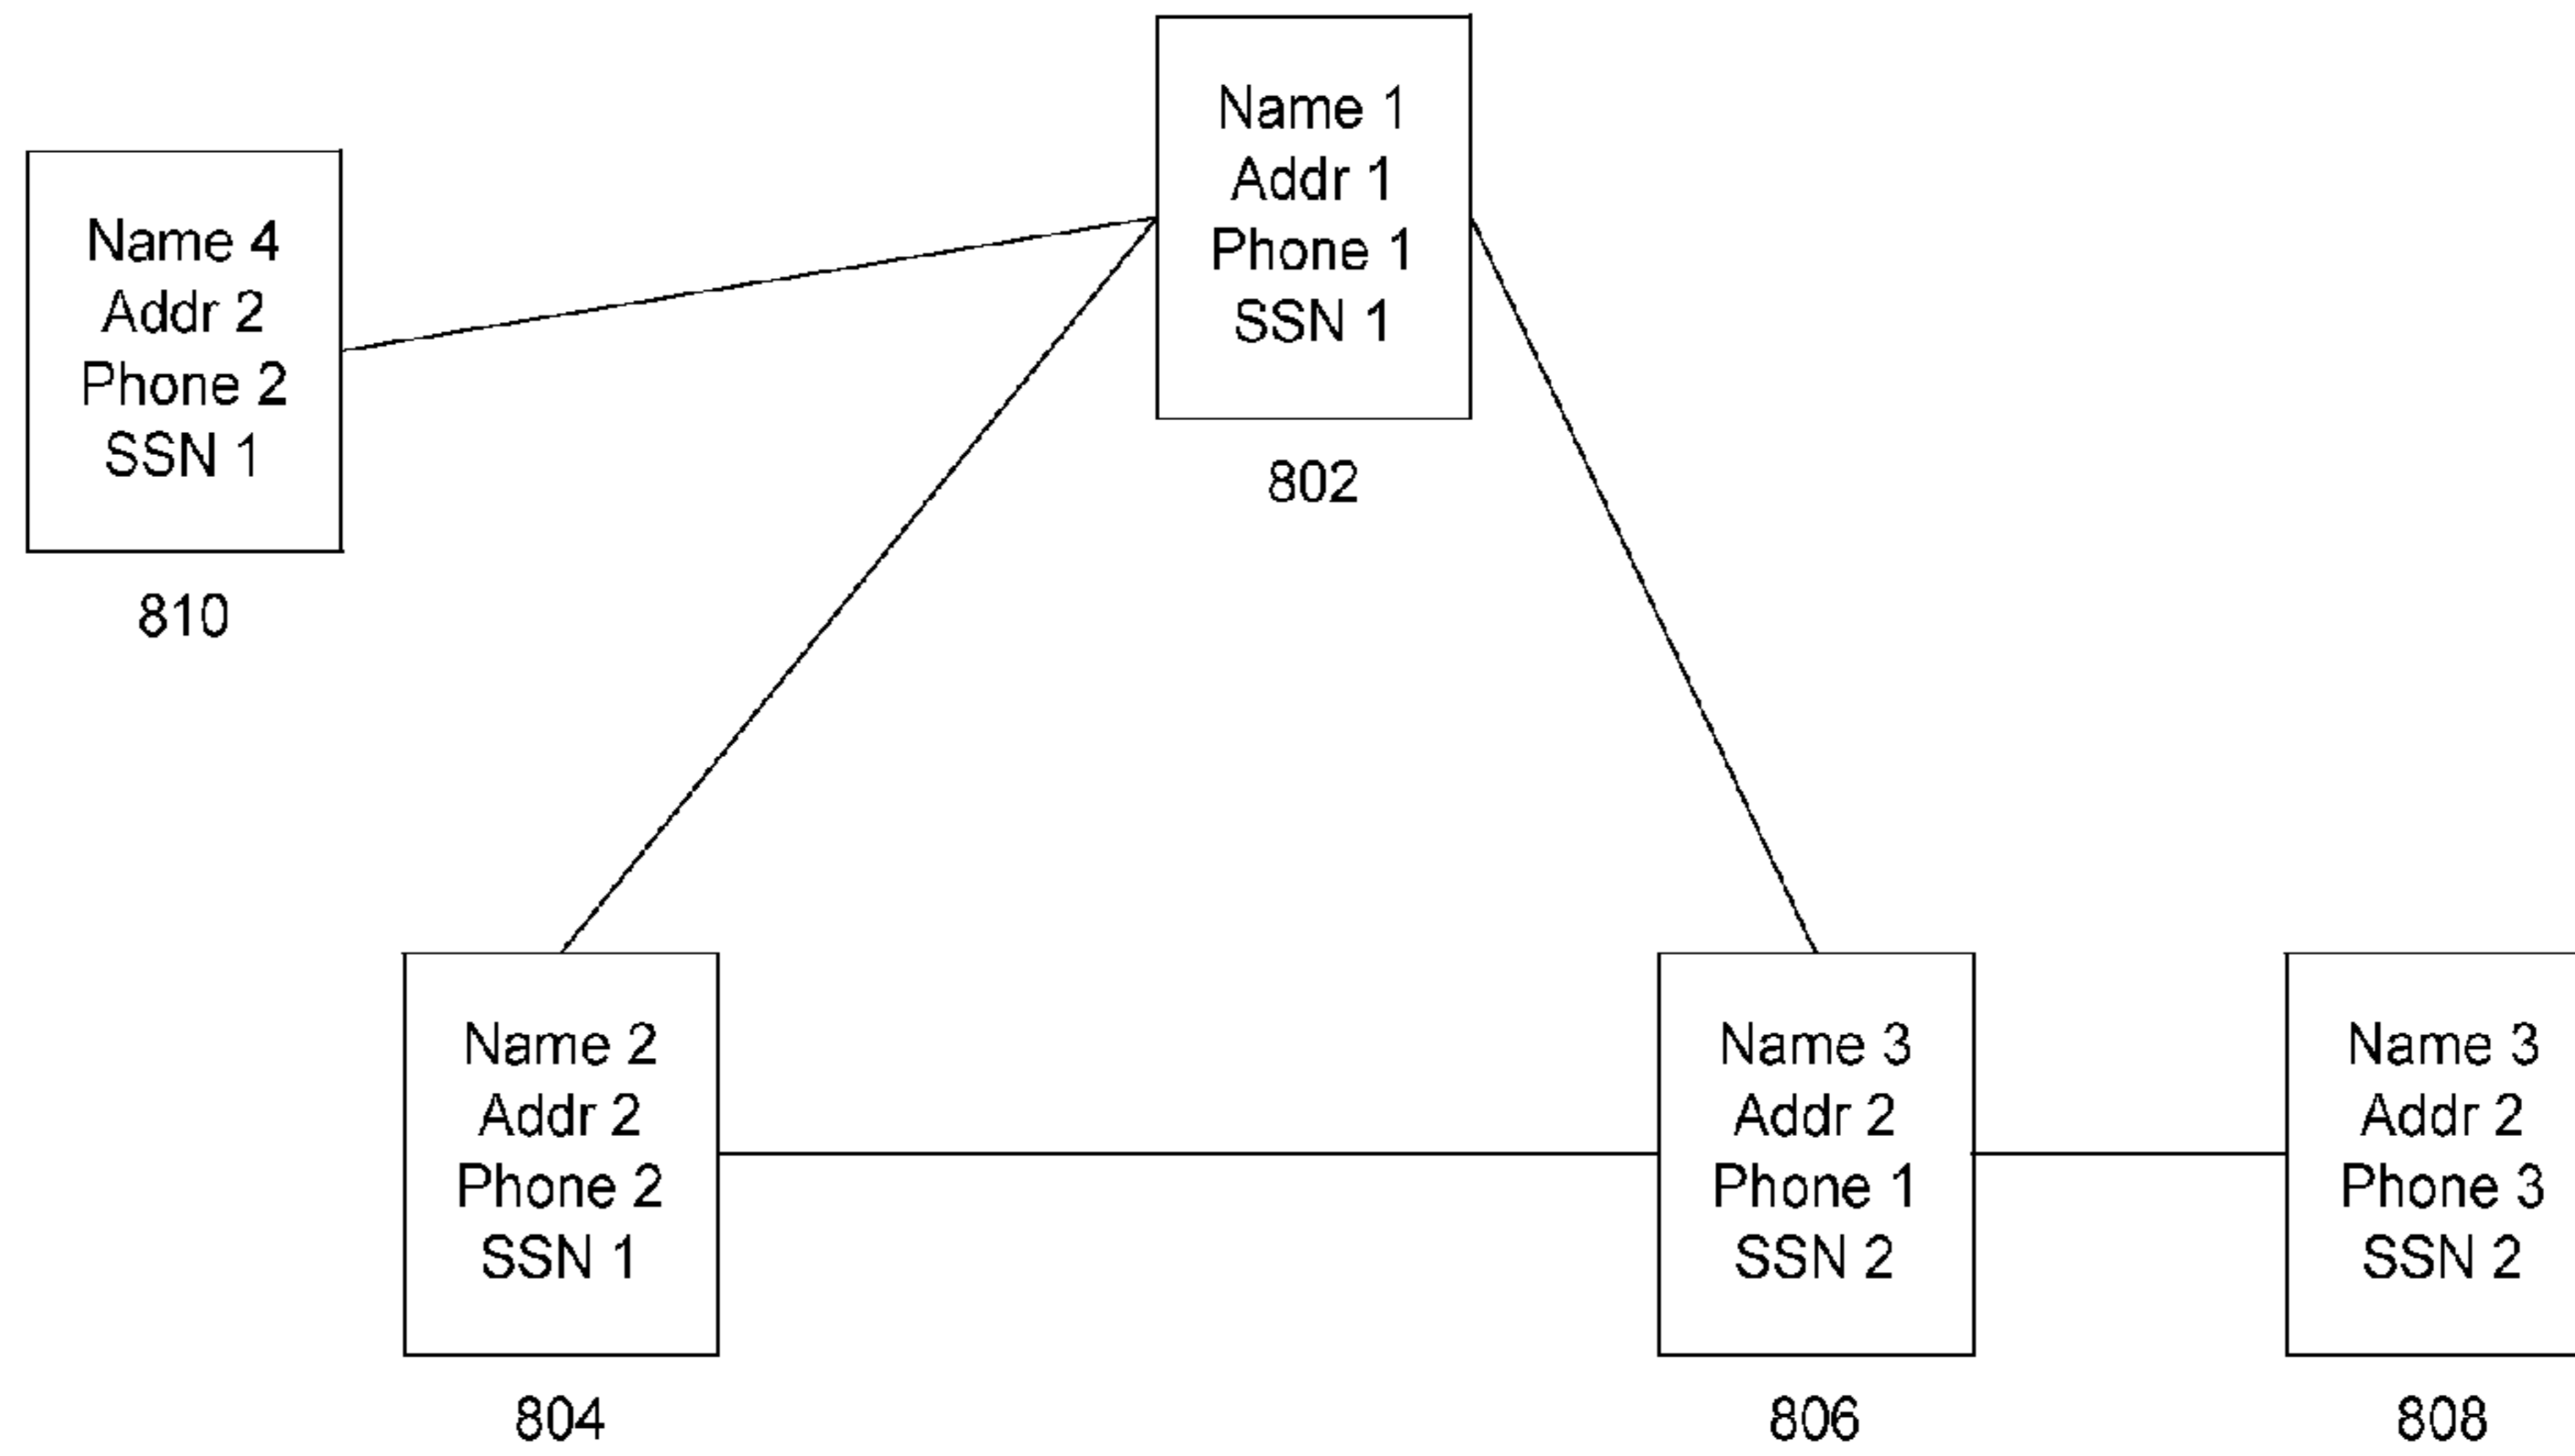 Name 1
Addr 1
Phone 1
SSN 1
802
Name 4
Addr 2
Phone 2
SSN 1
810
Name 2
Addr 2
Phone 2
SSN 1
804
Name 3
Addr 2
Phone 1
SSN 2
806
Name 3
Addr 2
Phone 3
SSN 2
808